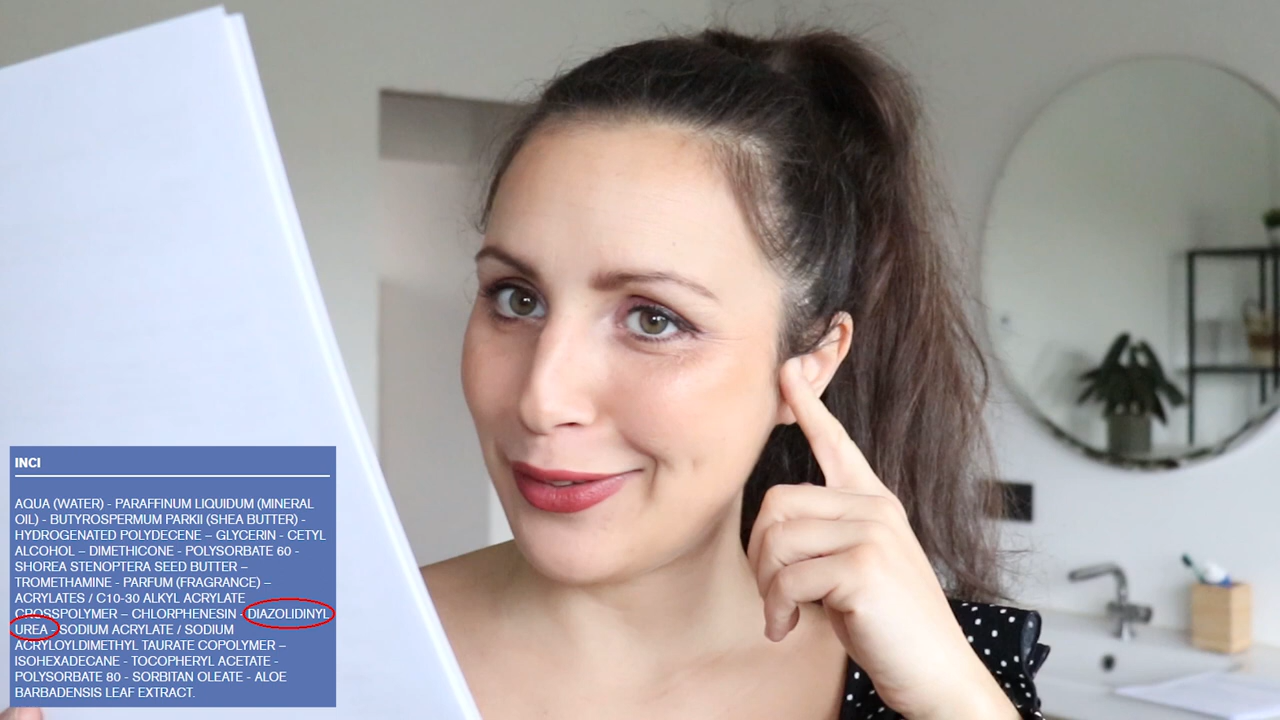 INCI
AQUA (WATER) - PARAFFINUM LIQUIDUM (MINERAL
OIL) - BUTYROSPERMUM PARKII (SHEA BUTTER) -
HYDROGENATED POLYDECENE – GLYCERIN - CETYL
ALCOHOL – DIMETHICONE - POLYSORBATE 60 -
SHOREA STENOPTERA SEED BUTTER –
TROMETHAMINE - PARFUM (FRAGRANCE) –
ACRYLATES / C10-30 ALKYL ACRYLATE
CROSSPOLYMER – CHLORPHENESIN - DIAZOLIDINYL
UREA - SODIUM ACRYLATE / SODIUM
ACRYLOYLDIMETHYL TAURATE COPOLYMER –
ISOHEXADECANE - TOCOPHERYL ACETATE -
POLYSORBATE 80 - SORBITAN OLEATE - ALOE
BARBADENSIS LEAF EXTRACT.